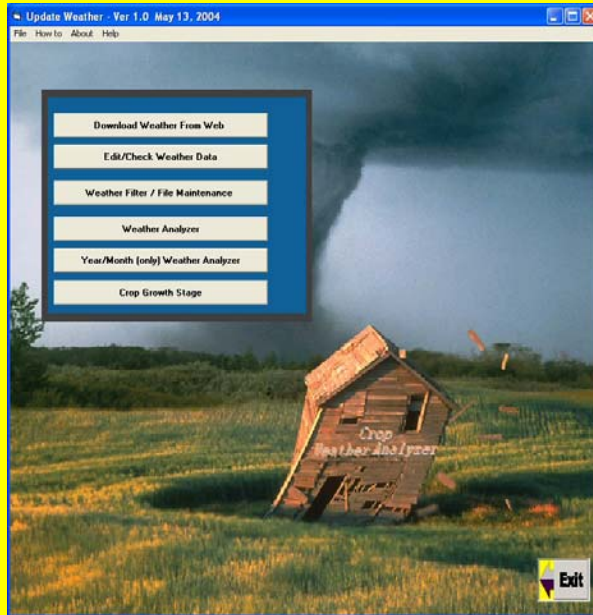 Update Weather - Ver 1.0 May 13, 2004
File How to About Help
Download Weather From Web
Edit/Check Weather Data
Weather Filter / File Maintenance
Weather Analyzer
Year/Month (only) Weather Analyzer
Crop Growth Stage
Crop
Weather Analyzer
Exit